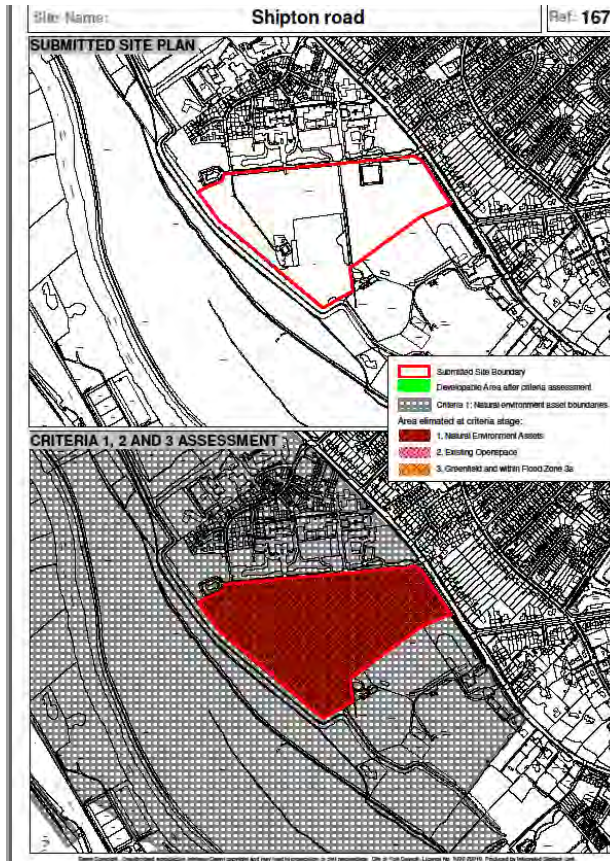 Site Name: Shipton road Ref: 167
SUBMITTED SITE PLAN
Submitted Site Boundary
Developable Area after criteria assessment
Criteria 1: Natural environment asset boundaries
Area elimated at criteria stage:
1, Natural Environment Assets
2, Existing Openspace
3, Greenfield and within Flood Zone 3a
CRITERIA 1, 2 AND 3 ASSESSMENT